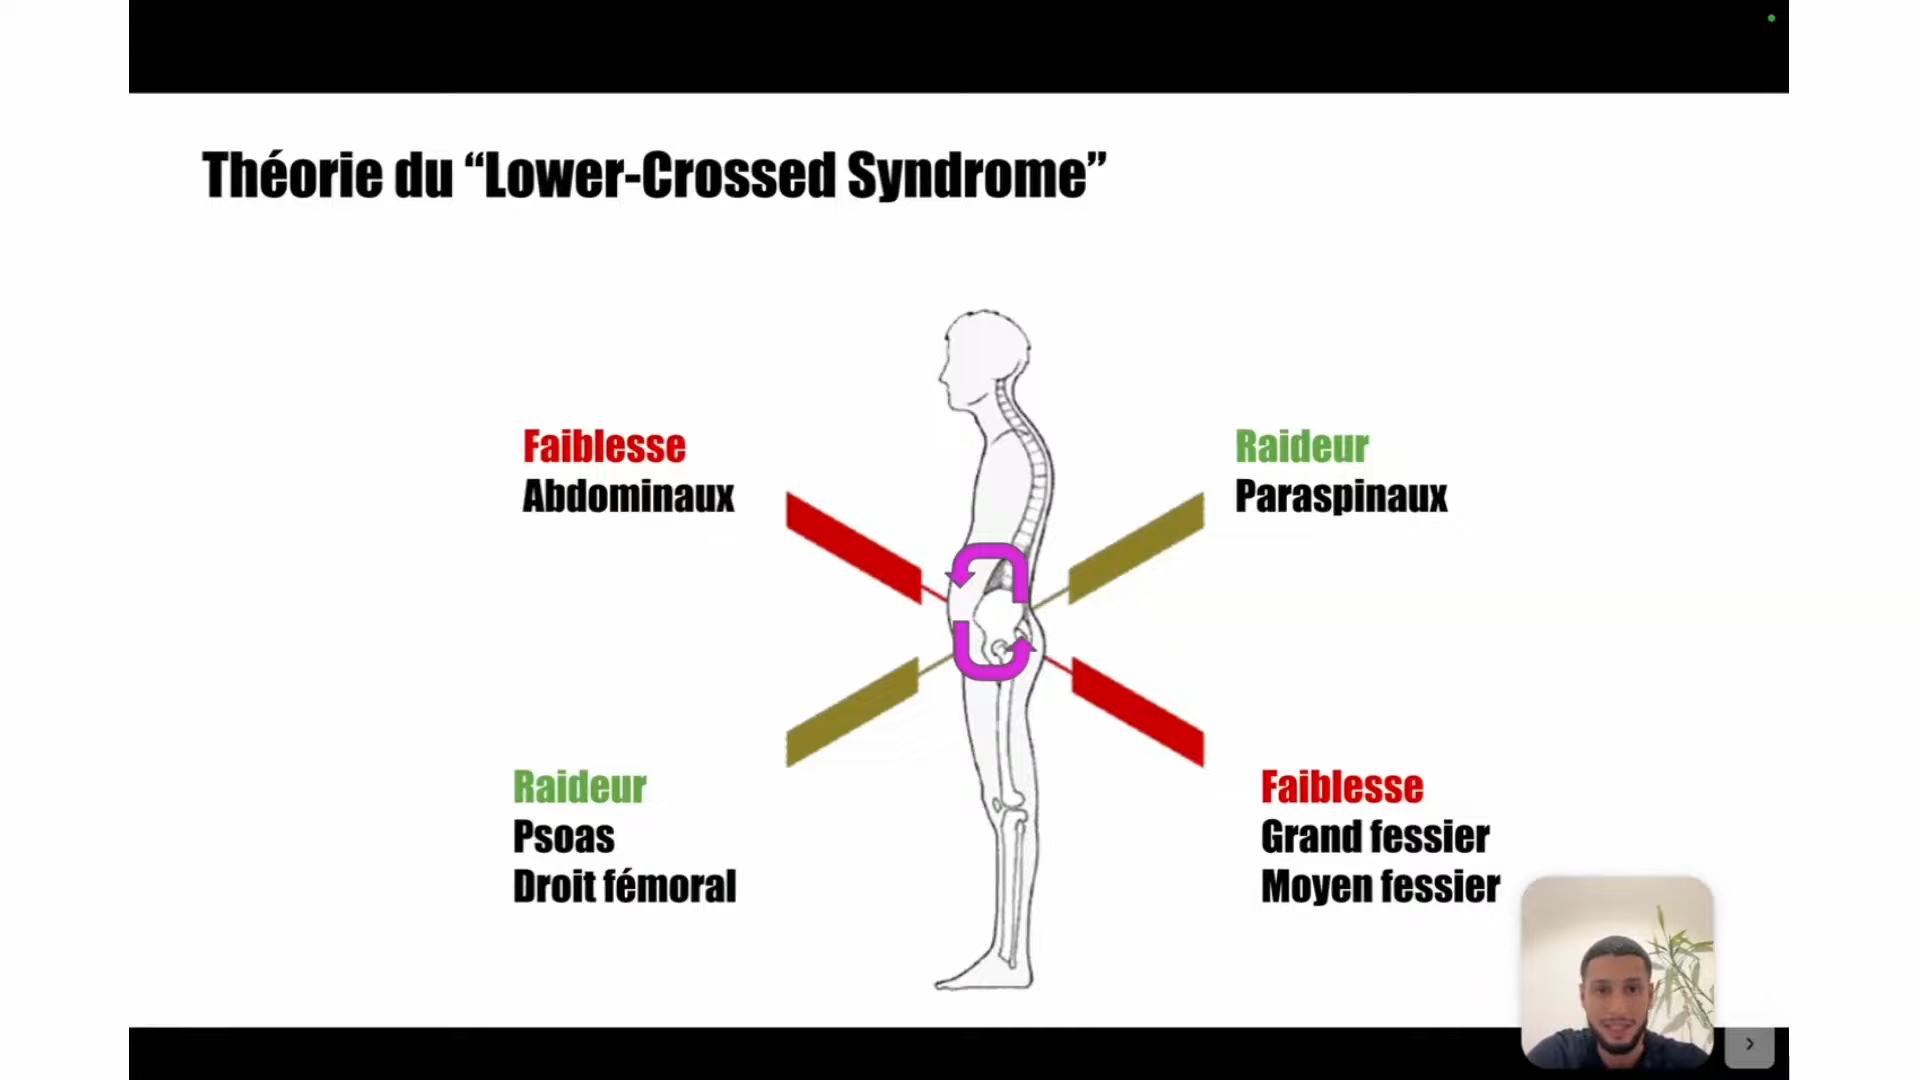 Théorie du “Lower-Crossed Syndrome”
Faiblesse
Abdominaux
Raideur
Paraspinaux
Raideur
Psoas
Droit fémoral
Faiblesse
Grand fessier
Moyen fessier